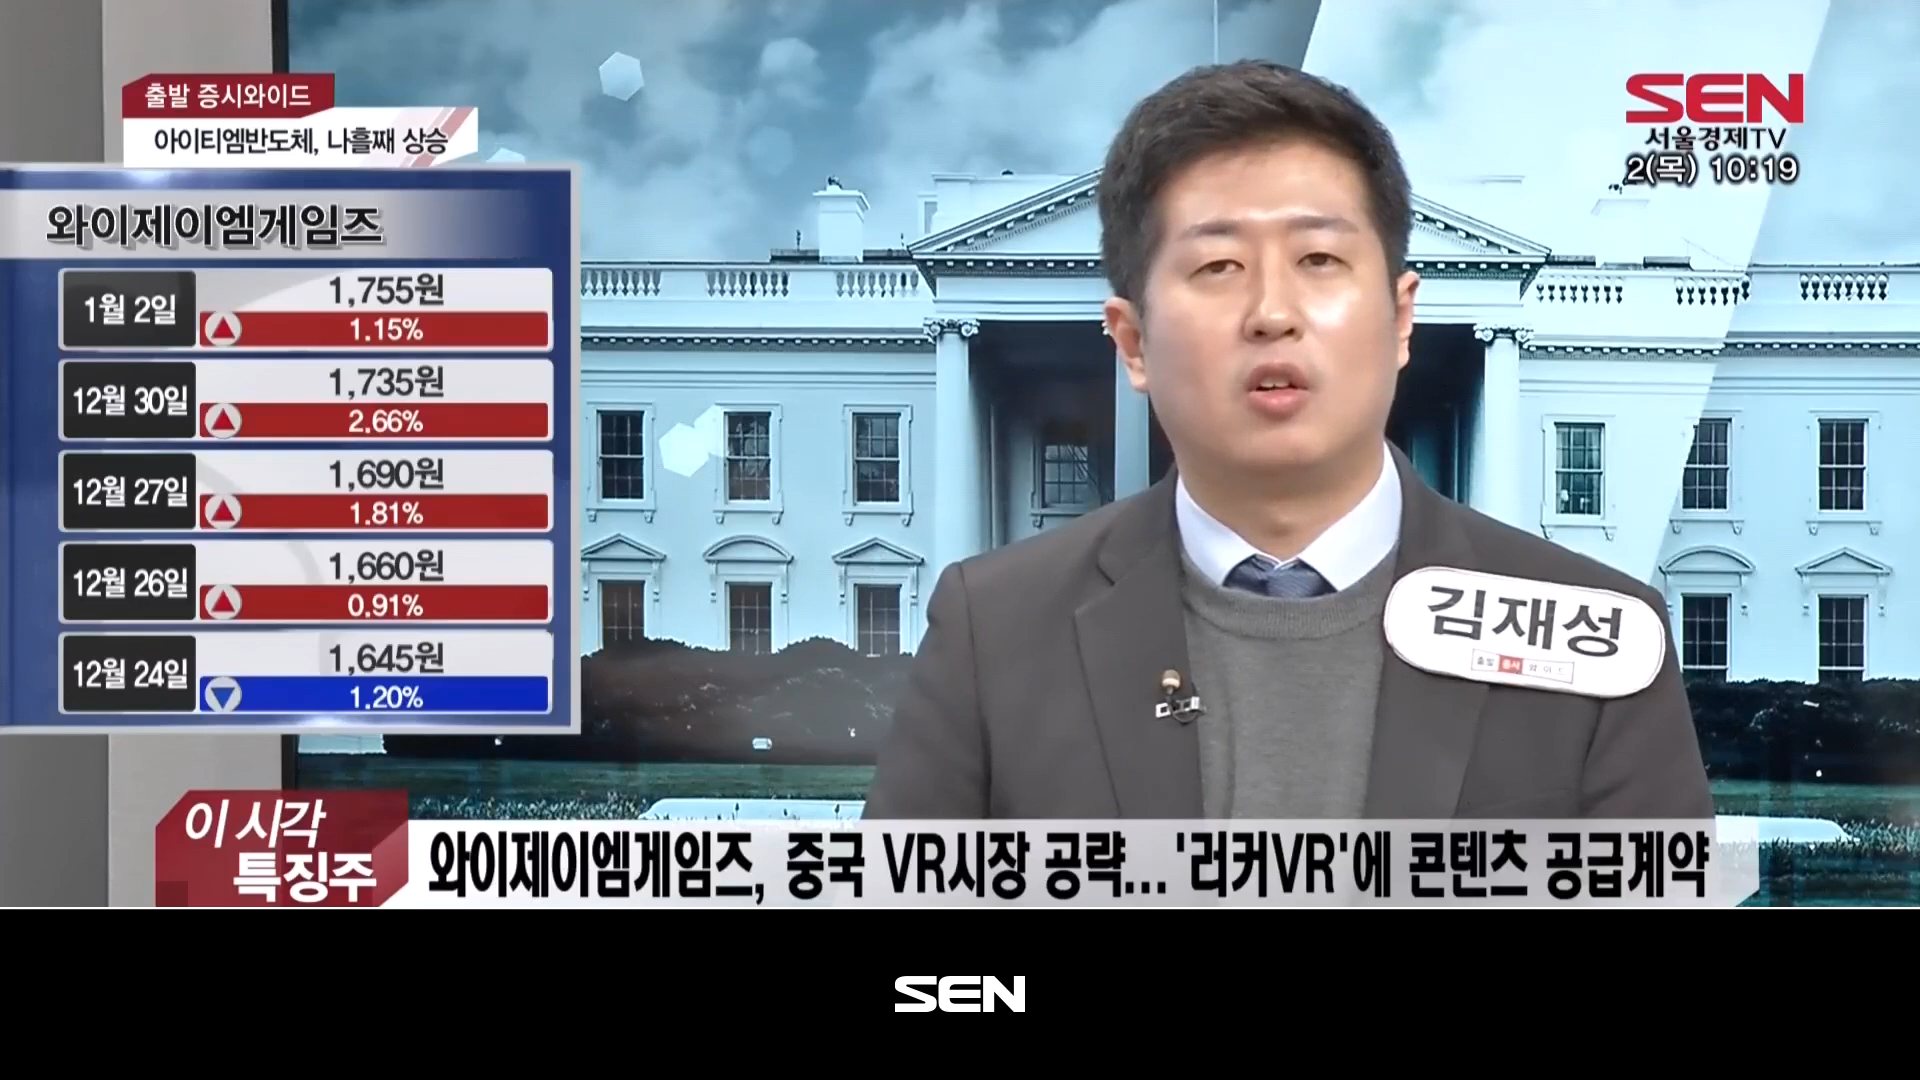 출발 증시와이드
아이티엠반도체, 나흘째 상승
SEN
서울경제TV
2(목) 10:19
와이제이엠게임즈
1월 2일
1,755원
1.15%
12월 30일
1,735원
2.66%
12월 27일
1,690원
1.81%
12월 26일
1,660원
0.91%
12월 24일
1,645원
1.20%
김재성
출발 증시와이드
이 시각
특징주
와이제이엠게임즈, 중국 VR시장 공략...'러커VR'에 콘텐츠 공급계약
SEN